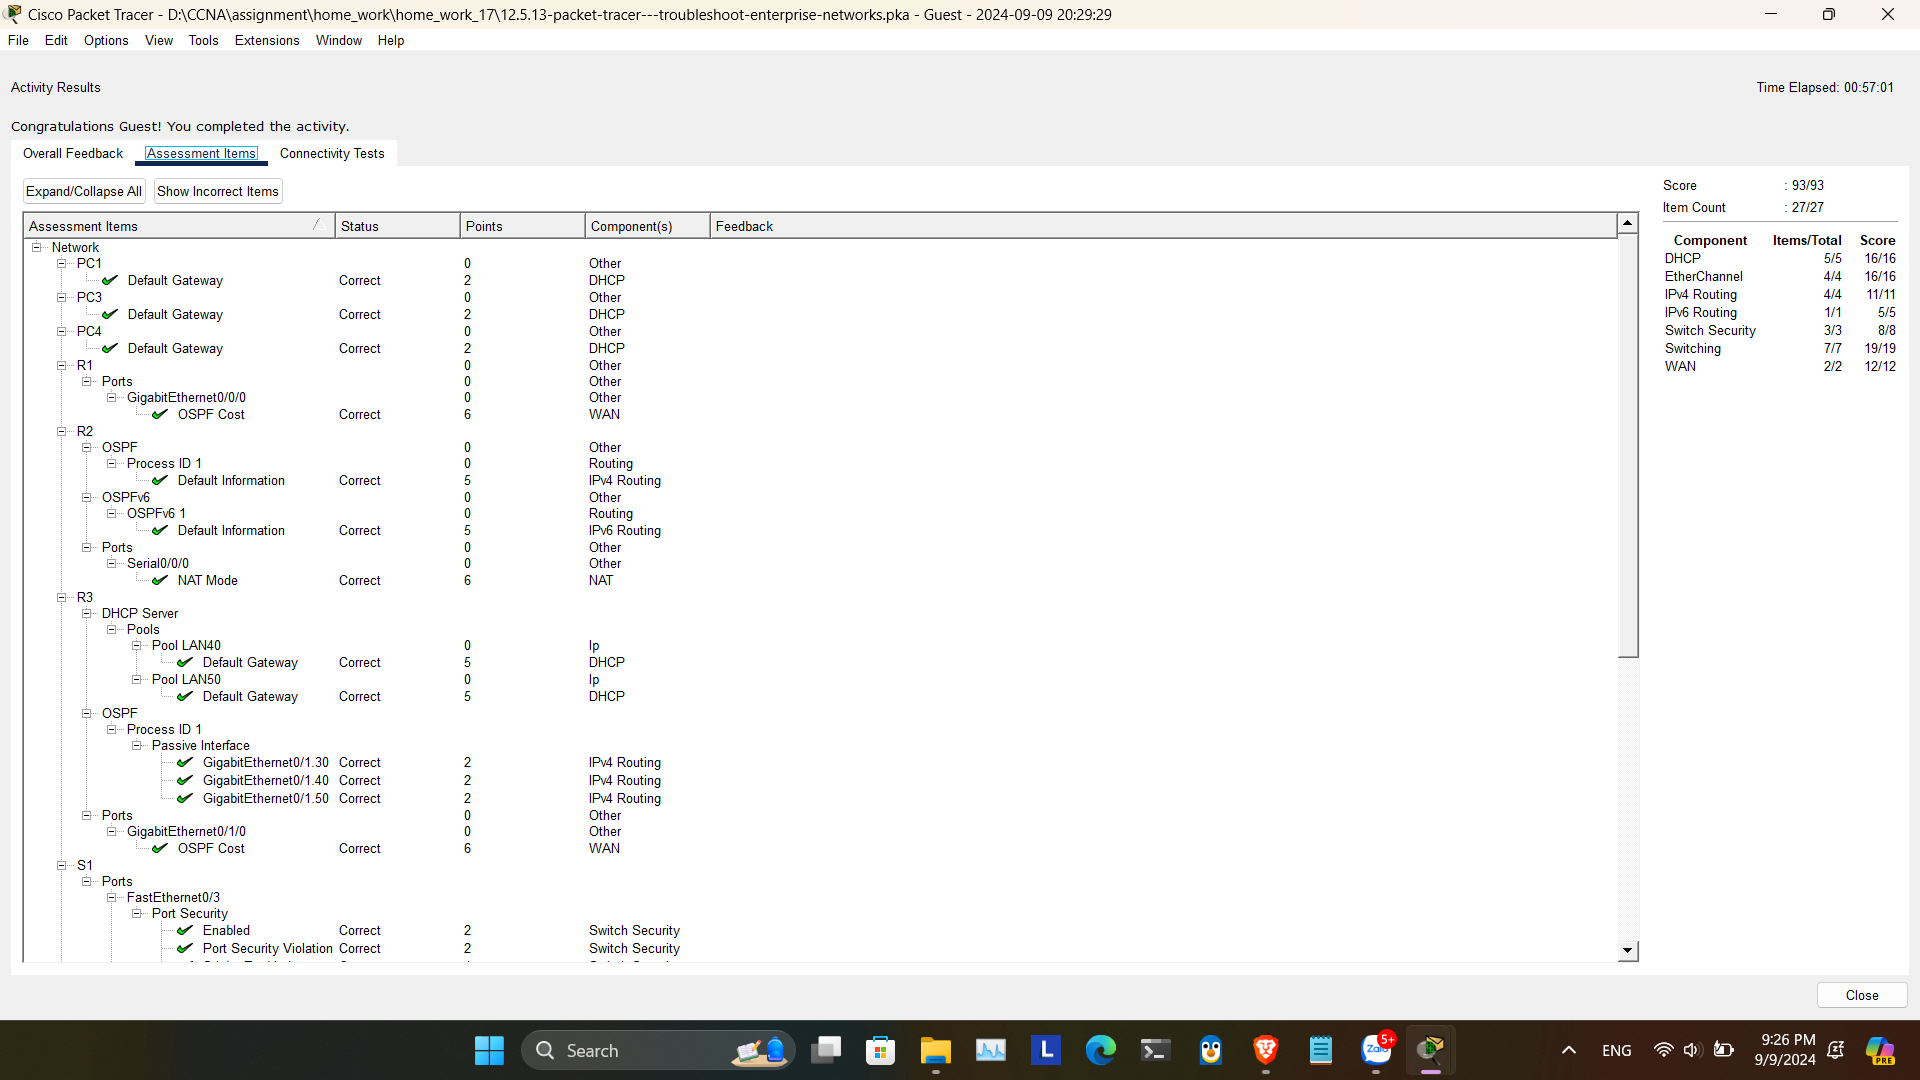 Cisco Packet Tracer - D:\CCNA\assignment\home_work\home_work_17\12.5.13-packet-tracer---troubleshoot-enterprise-networks.pka - Guest - 2024-09-09 20:29:29
File Edit Options View Tools Extensions Window Help
Activity Results Time Elapsed: 00:57:01
Congratulations Guest! You completed the activity.
Overall Feedback Assessment Items Connectivity Tests
Expand/Collapse All Show Incorrect Items
Assessment Items Status Points Component(s) Feedback
Network
PC1 0 Other
Default Gateway Correct 2 DHCP
PC3 0 Other
Default Gateway Correct 2 DHCP
PC4 0 Other
Default Gateway Correct 2 DHCP
R1 0 Other
Ports 0 Other
GigabitEthernet0/0/0 0 Other
OSPF Cost Correct 6 WAN
R2
OSPF 0 Other
Process ID 1 0 Routing
Default Information Correct 5 IPv4 Routing
OSPFv6 0 Other
OSPFv6 1 0 Routing
Default Information Correct 5 IPv6 Routing
Ports 0 Other
Serial0/0/0 0 Other
NAT Mode Correct 6 NAT
R3
DHCP Server
Pools
Pool LAN40 0 Ip
Default Gateway Correct 5 DHCP
Pool LAN50 0 Ip
Default Gateway Correct 5 DHCP
OSPF
Process ID 1
Passive Interface
GigabitEthernet0/1.30 Correct 2 IPv4 Routing
GigabitEthernet0/1.40 Correct 2 IPv4 Routing
GigabitEthernet0/1.50 Correct 2 IPv4 Routing
Ports 0 Other
GigabitEthernet0/1/0 0 Other
OSPF Cost Correct 6 WAN
S1
Ports
FastEthernet0/3
Port Security
Enabled Correct 2 Switch Security
Port Security Violation Correct 2 Switch Security
Score : 93/93
Item Count : 27/27
Component Items/Total Score
DHCP 5/5 16/16
EtherChannel 4/4 16/16
IPv4 Routing 4/4 11/11
IPv6 Routing 1/1 5/5
Switch Security 3/3 8/8
Switching 7/7 19/19
WAN 2/2 12/12
Close
Search
L
Zalo
5+
ENG
9:26 PM
9/9/2024
PRE